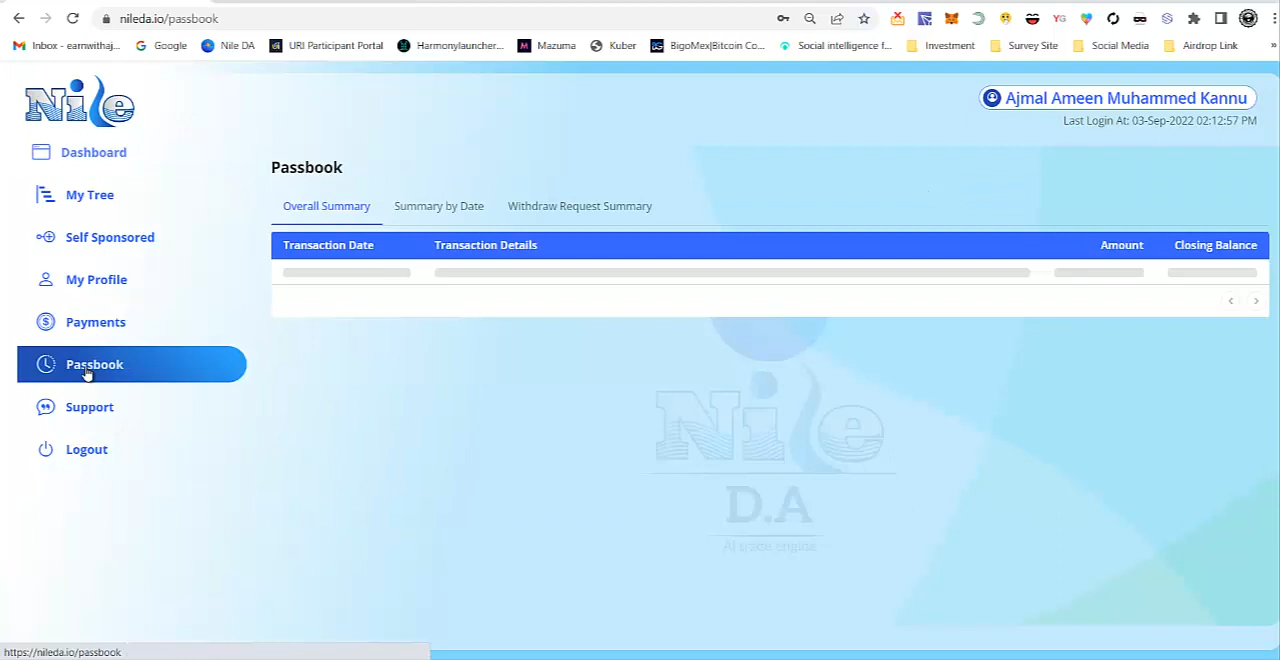 nileda.io/passbook
Inbox - earnwithaj... Google Nile DA URI Participant Portal Harmonylauncher... Mazuma Kuber BigoMex|Bitcoin Co... Social intelligence f... Investment Survey Site Social Media Airdrop Link »
Nile
Ajmal Ameen Muhammed Kannu
Last Login At: 03-Sep-2022 02:12:57 PM
Dashboard
My Tree
Self Sponsored
My Profile
Payments
Passbook
Support
Logout
Passbook
Overall Summary Summary by Date Withdraw Request Summary
Transaction Date Transaction Details Amount Closing Balance
Nile
D.A
https://nileda.io/passbook